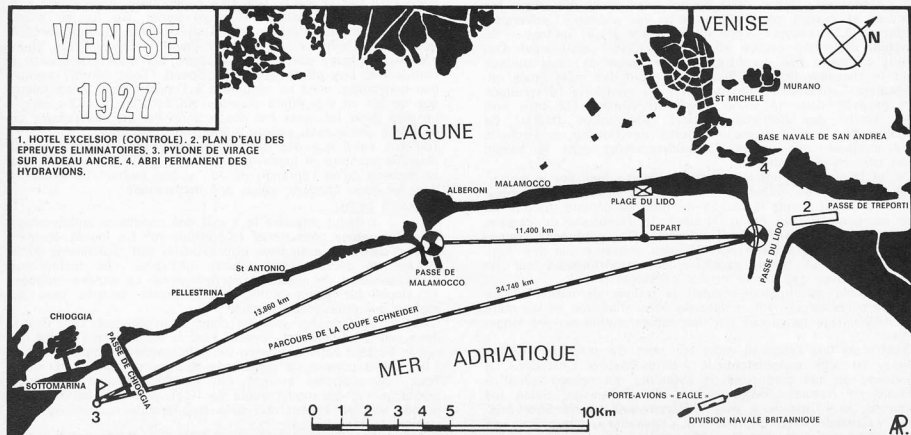 VENISE
1927
1, HOTEL EXCELSIOR (CONTROLE). 2, PLAN D'EAU DES
EPREUVES ELIMINATOIRES. 3, PYLONE DE VIRAGE
SUR RADEAU ANCRE. 4, ABRI PERMANENT DES
HYDRAVIONS.
VENISE
N
MURANO
ST MICHELE
LAGUNE
BASE NAVALE DE SAN ANDREA
4
ALBERONI
MALAMOCCO
1
PLAGE DU LIDO
PASSE DE TREPORTI
2
11,400 km
DEPART
PASSE DU LIDO
PASSE DE
MALAMOCCO
St ANTONIO
PELLESTRINA
13,860 km
24,740 km
PARCOURS DE LA COUPE SCHNEIDER
CHIOGGIA
PASSE DE CHIOGGIA
SOTTOMARINA
3
MER ADRIATIQUE
PORTE-AVIONS « EAGLE »
DIVISION NAVALE BRITANNIQUE
0 1 2 3 4 5 10Km